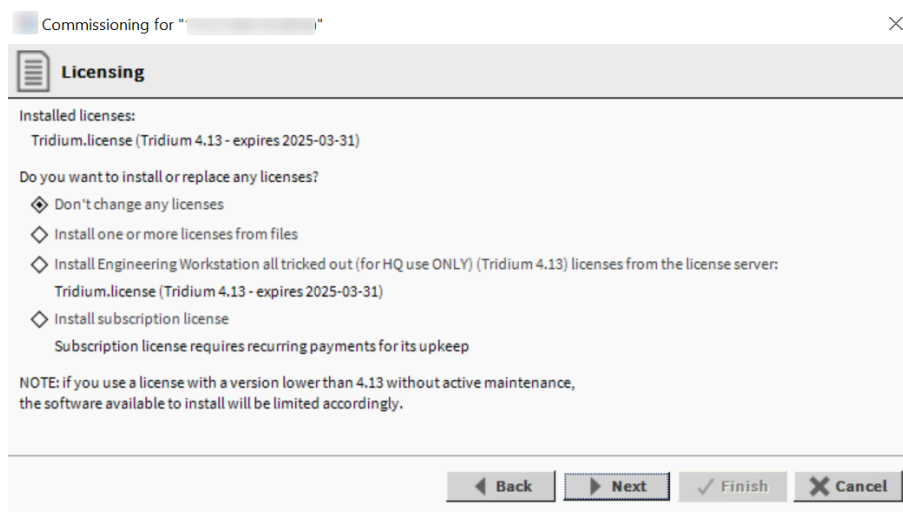 Commissioning for " "
Licensing
Installed licenses:
Tridium.license (Tridium 4.13 - expires 2025-03-31)
Do you want to install or replace any licenses?
Don't change any licenses
Install one or more licenses from files
Install Engineering Workstation all tricked out (for HQ use ONLY) (Tridium 4.13) licenses from the license server:
Tridium.license (Tridium 4.13 - expires 2025-03-31)
Install subscription license
Subscription license requires recurring payments for its upkeep
NOTE: if you use a license with a version lower than 4.13 without active maintenance,
the software available to install will be limited accordingly.
Back Next Finish Cancel